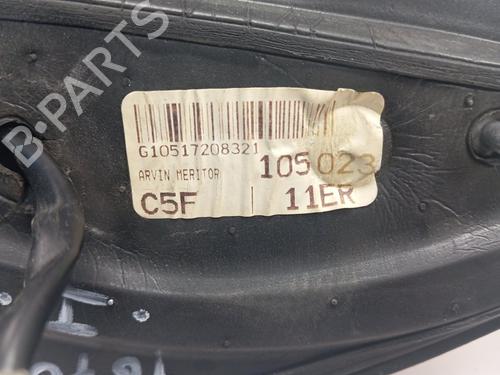 B-PARTS
G10517208321
ARVIN MERITOR
105023
C5F
11ER